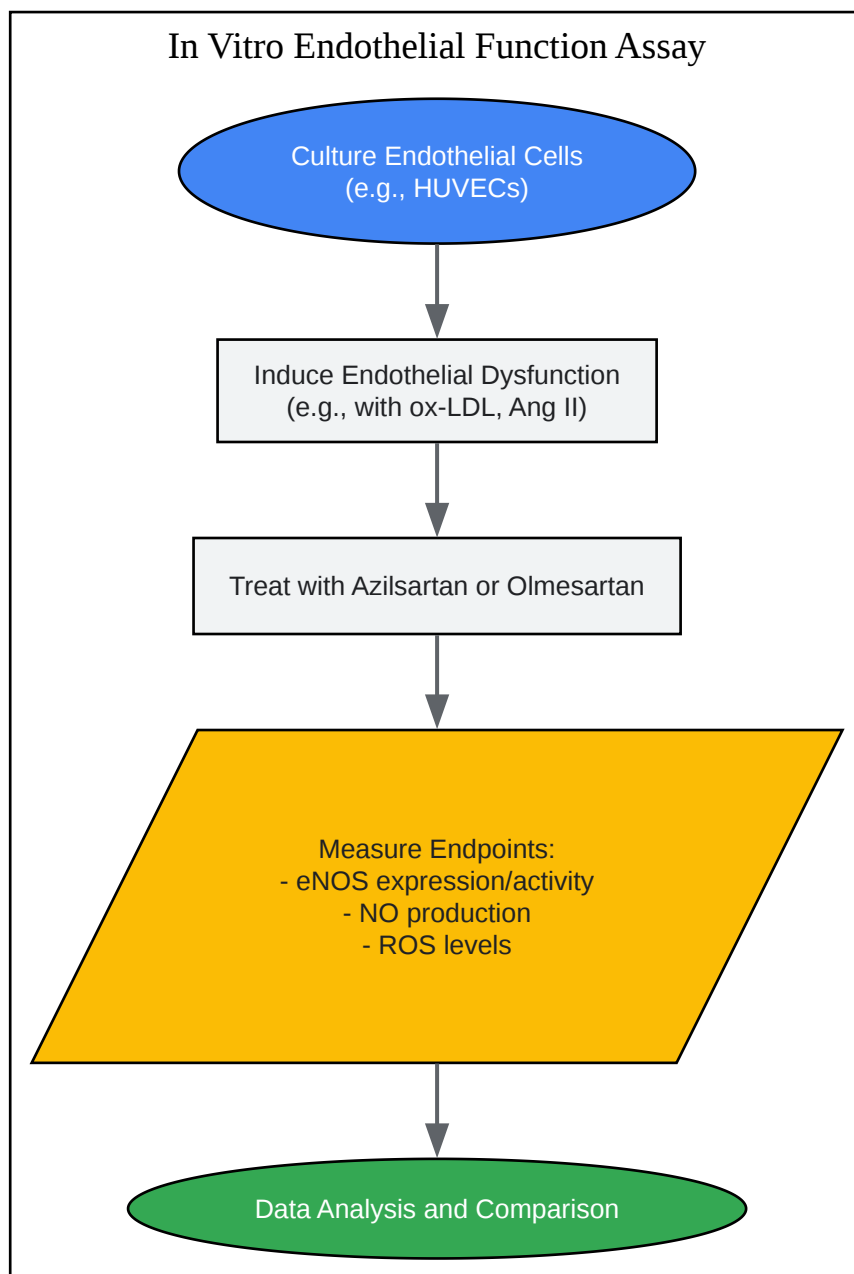 In Vitro Endothelial Function Assay
Culture Endothelial Cells
(e.g., HUVECs)
Induce Endothelial Dysfunction
(e.g., with ox-LDL, Ang II)
Treat with Azilsartan or Olmesartan
Measure Endpoints:
- eNOS expression/activity
- NO production
- ROS levels
Data Analysis and Comparison